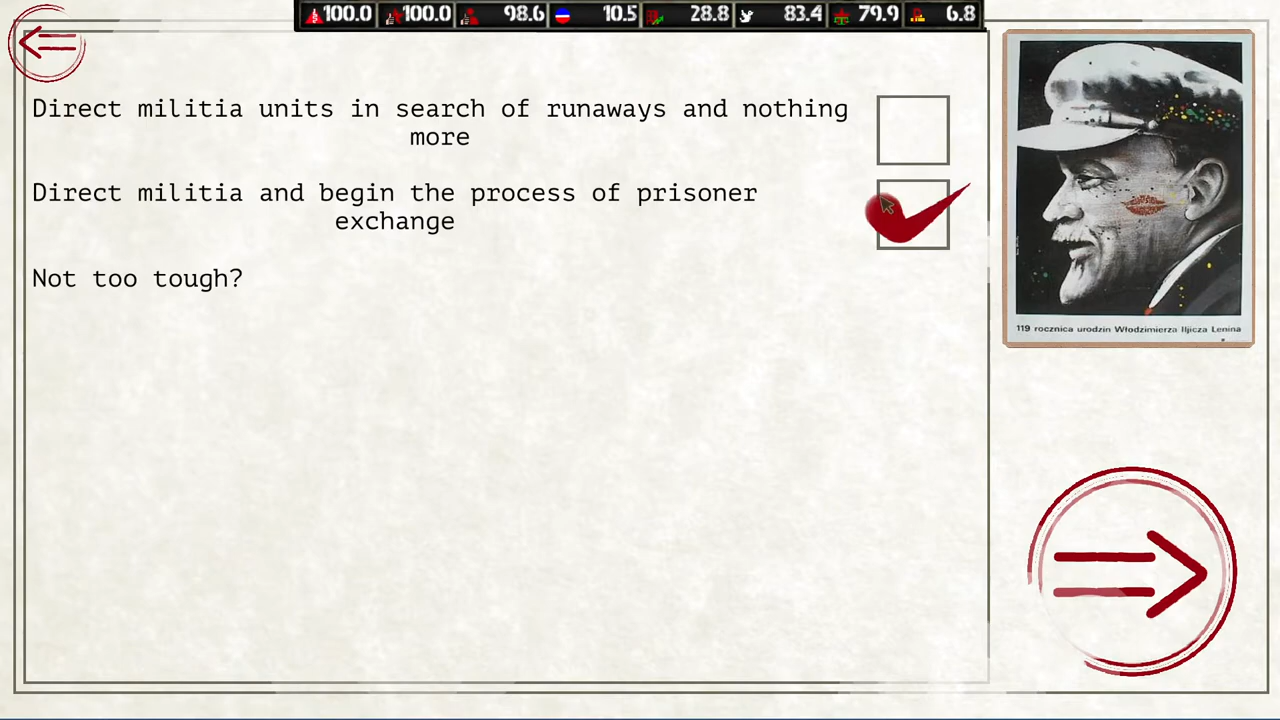 100.0 100.0 98.6 10.5 28.8 83.4 79.9 6.8
Direct militia units in search of runaways and nothing
more
Direct militia and begin the process of prisoner
exchange
Not too tough?
119 rocznica urodzin Włodzimierza Iljicza Lenina